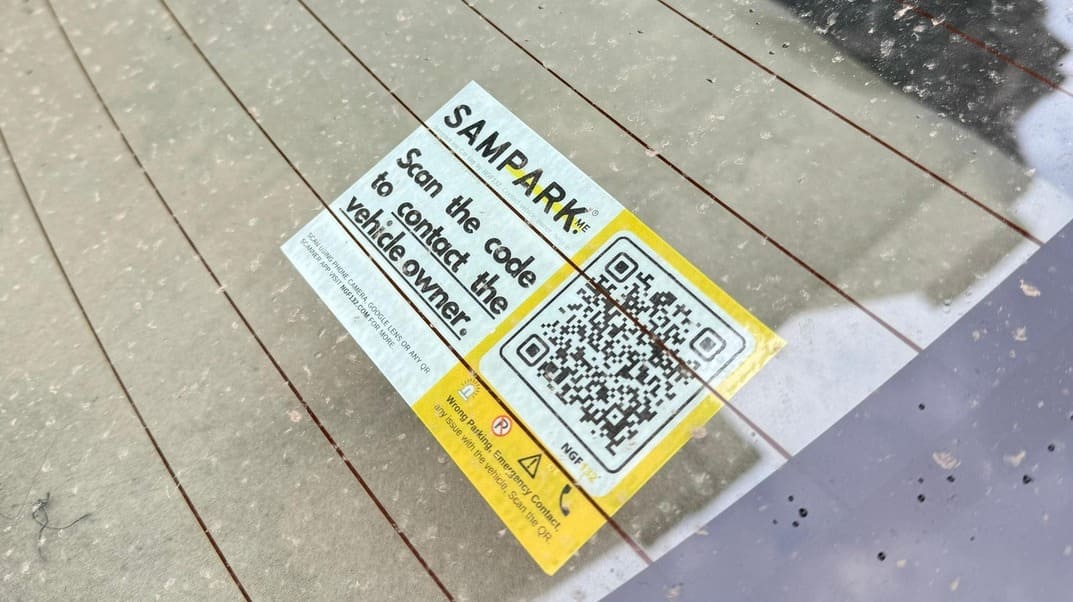 SAMPARK.ME®
Scan the code
to contact the
vehicle owner.
SCAN USING PHONE CAMERA, GOOGLE LENS OR ANY QR
SCANNER APP. VISIT NGF132.COM FOR MORE.
NGF132
Wrong Parking, Emergency Contact,
any issue with the vehicle, Scan the QR.